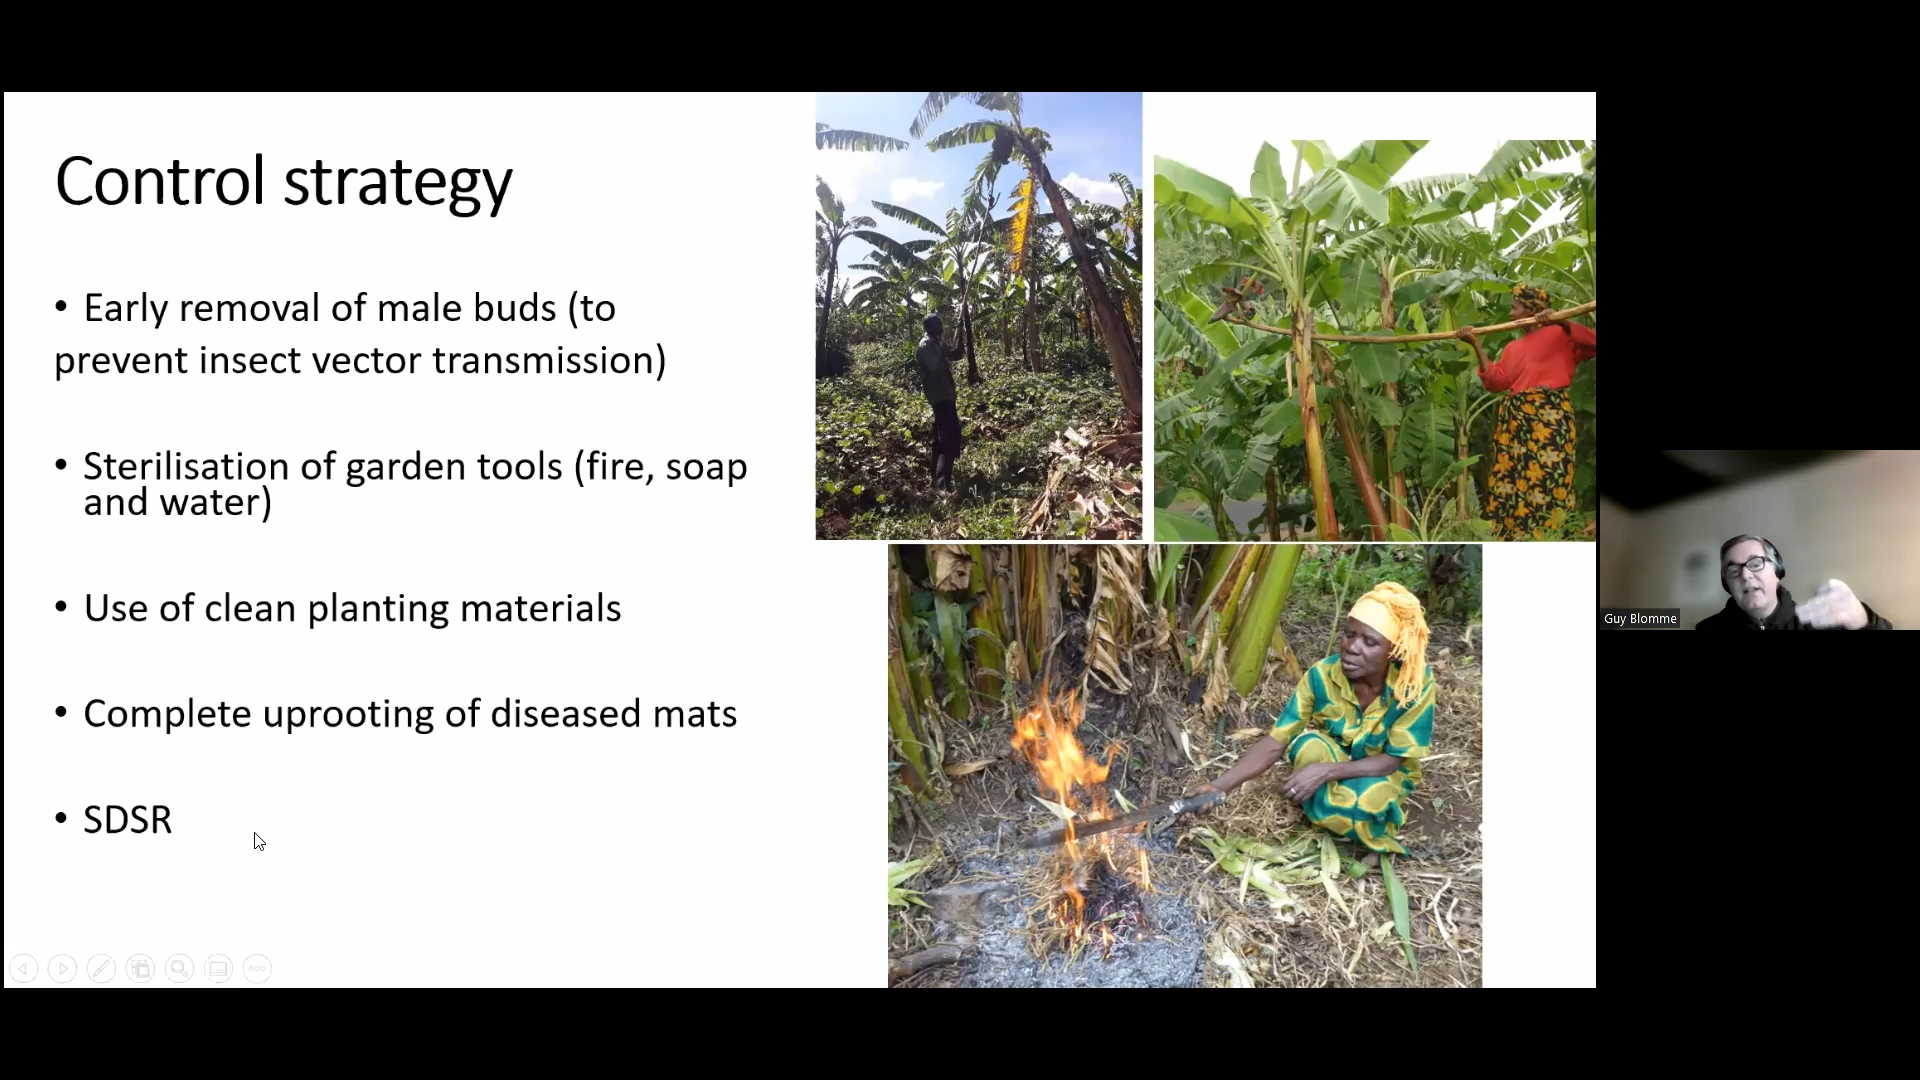 Control strategy
• Early removal of male buds (to
prevent insect vector transmission)
• Sterilisation of garden tools (fire, soap
and water)
• Use of clean planting materials
• Complete uprooting of diseased mats
• SDSR
Guy Blomme